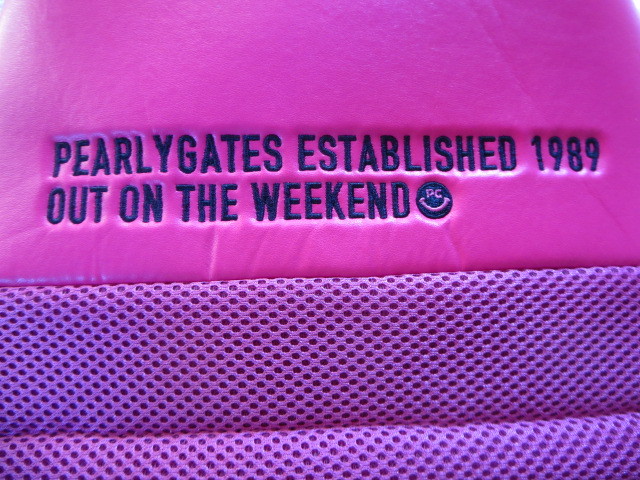 PEARLYGATES ESTABLISHED 1989
OUT ON THE WEEKEND PG